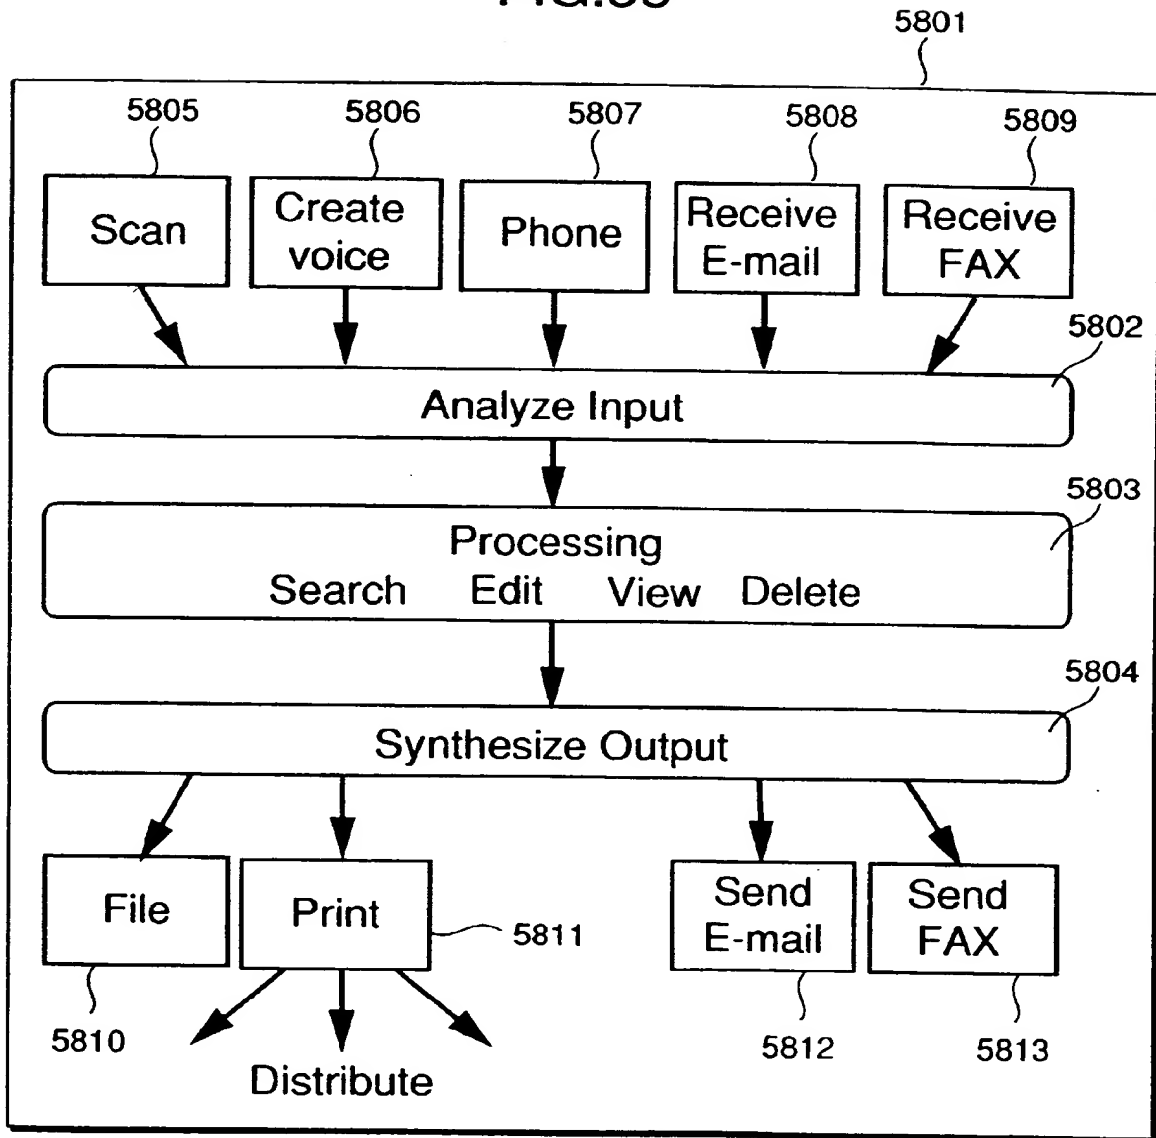 5801
5805 5806 5807 5808 5809
Scan
Create
voice
Phone
Receive
E-mail
Receive
FAX
5802
Analyze Input
5803
Processing
Search Edit View Delete
5804
Synthesize Output
File
Print
5811
Send
E-mail
Send
FAX
5810
5812
5813
Distribute